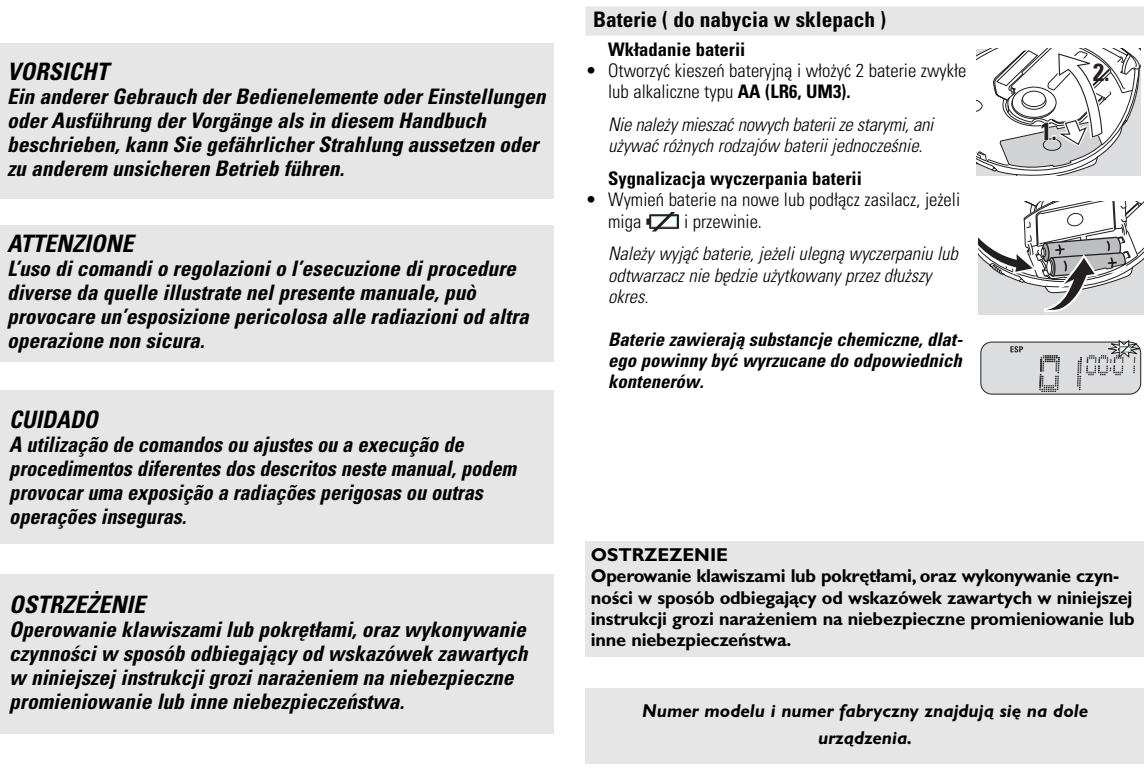 VORSICHT
Ein anderer Gebrauch der Bedienelemente oder Einstellungen
oder Ausführung der Vorgänge als in diesem Handbuch
beschrieben, kann Sie gefährlicher Strahlung aussetzen oder
zu anderem unsicheren Betrieb führen.
ATTENZIONE
L'uso di comandi o regolazioni o l'esecuzione di procedure
diverse da quelle illustrate nel presente manuale, può
provocare un'esposizione pericolosa alle radiazioni od altra
operazione non sicura.
CUIDADO
A utilização de comandos ou ajustes ou a execução de
procedimentos diferentes dos descritos neste manual, podem
provocar uma exposição a radiações perigosas ou outras
operações inseguras.
OSTRZEŻENIE
Operowanie klawiszami lub pokrętłami, oraz wykonywanie
czynności w sposób odbiegający od wskazówek zawartych
w niniejszej instrukcji grozi narażeniem na niebezpieczne
promieniowanie lub inne niebezpieczeństwa.
Baterie ( do nabycia w sklepach )
Wkładanie baterii
• Otworzyć kieszeń bateryjną i włożyć 2 baterie zwykłe
lub alkaliczne typu AA (LR6, UM3).
Nie należy mieszać nowych baterii ze starymi, ani
używać różnych rodzajów baterii jednocześnie.
Sygnalizacja wyczerpania baterii
• Wymień baterie na nowe lub podłącz zasilacz, jeżeli
miga i przewinie.
Należy wyjąć baterie, jeżeli ulegną wyczerpaniu lub
odtwarzacz nie będzie użytkowany przez dłuższy
okres.
Baterie zawierają substancje chemiczne, dlat-
ego powinny być wyrzucane do odpowiednich
kontenerów.
2.
1.
ESP
01 00:01
OSTRZEZENIE
Operowanie klawiszami lub pokrętłami, oraz wykonywanie czyn-
ności w sposób odbiegający od wskazówek zawartych w niniejszej
instrukcji grozi narażeniem na niebezpieczne promieniowanie lub
inne niebezpieczeństwa.
Numer modelu i numer fabryczny znajdują się na dole
urządzenia.